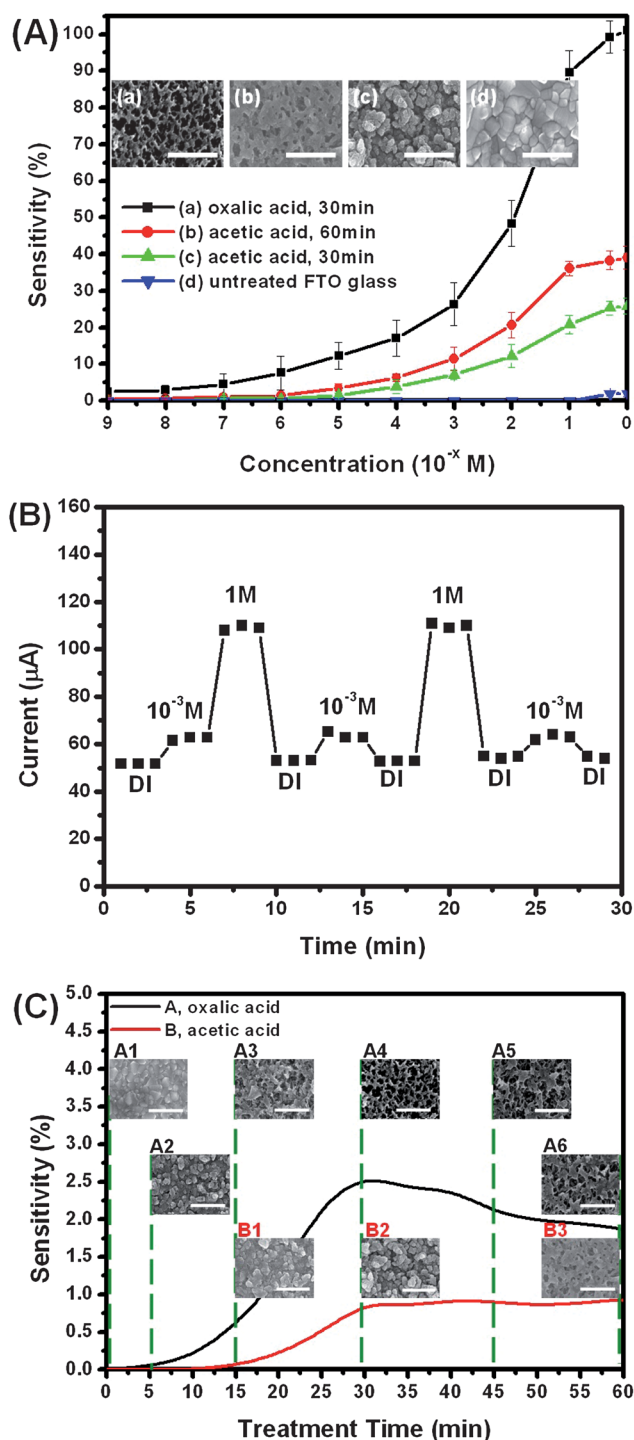 (A)
100
90
80
70
60
50
40
30
20
10
0
Sensitivity (%)
(a)
(b)
(c)
(d)
(a) oxalic acid, 30min
(b) acetic acid, 60min
(c) acetic acid, 30min
(d) untreated FTO glass
9 8 7 6 5 4 3 2 1 0
Concentration (10⁻ˣ M)
(B)
160
140
120
100
80
60
40
20
0
Current (µA)
1M
1M
10⁻³M
10⁻³M
10⁻³M
DI
DI
DI
DI
DI
0 5 10 15 20 25 30
Time (min)
(C)
5.0
4.5
4.0
3.5
3.0
2.5
2.0
1.5
1.0
0.5
0.0
Sensitivity (%)
A, oxalic acid
B, acetic acid
A1
A3
A4
A5
A2
A6
B1
B2
B3
0 5 10 15 20 25 30 35 40 45 50 55 60
Treatment Time (min)